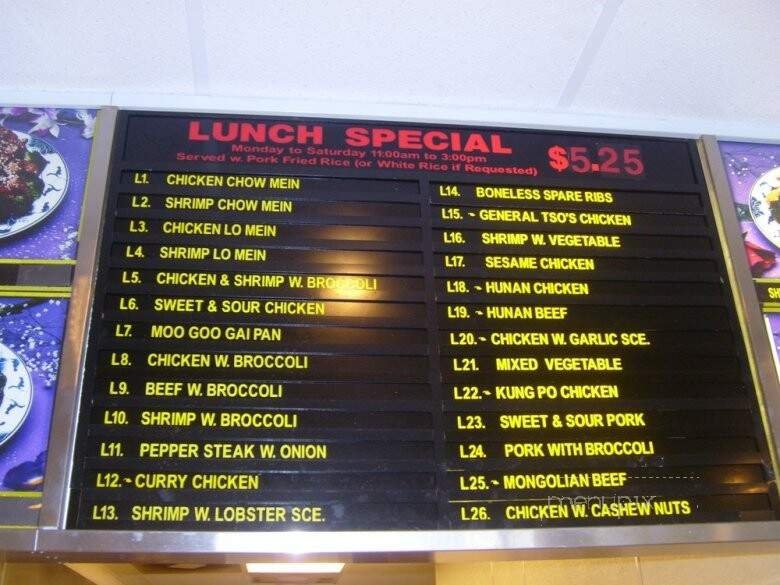 LUNCH SPECIAL
Monday to Saturday 11:00am to 3:00pm
Served w. Pork Fried Rice (or White Rice if Requested)
$5.25
L1. CHICKEN CHOW MEIN
L2. SHRIMP CHOW MEIN
L3. CHICKEN LO MEIN
L4. SHRIMP LO MEIN
L5. CHICKEN & SHRIMP W. BROCCOLI
L6. SWEET & SOUR CHICKEN
L7. MOO GOO GAI PAN
L8. CHICKEN W. BROCCOLI
L9. BEEF W. BROCCOLI
L10. SHRIMP W. BROCCOLI
L11. PEPPER STEAK W. ONION
L12. CURRY CHICKEN
L13. SHRIMP W. LOBSTER SCE.
L14. BONELESS SPARE RIBS
L15. GENERAL TSO'S CHICKEN
L16. SHRIMP W. VEGETABLE
L17. SESAME CHICKEN
L18. HUNAN CHICKEN
L19. HUNAN BEEF
L20. CHICKEN W. GARLIC SCE.
L21. MIXED VEGETABLE
L22. KUNG PO CHICKEN
L23. SWEET & SOUR PORK
L24. PORK WITH BROCCOLI
L25. MONGOLIAN BEEF
L26. CHICKEN W. CASHEW NUTS
menupix